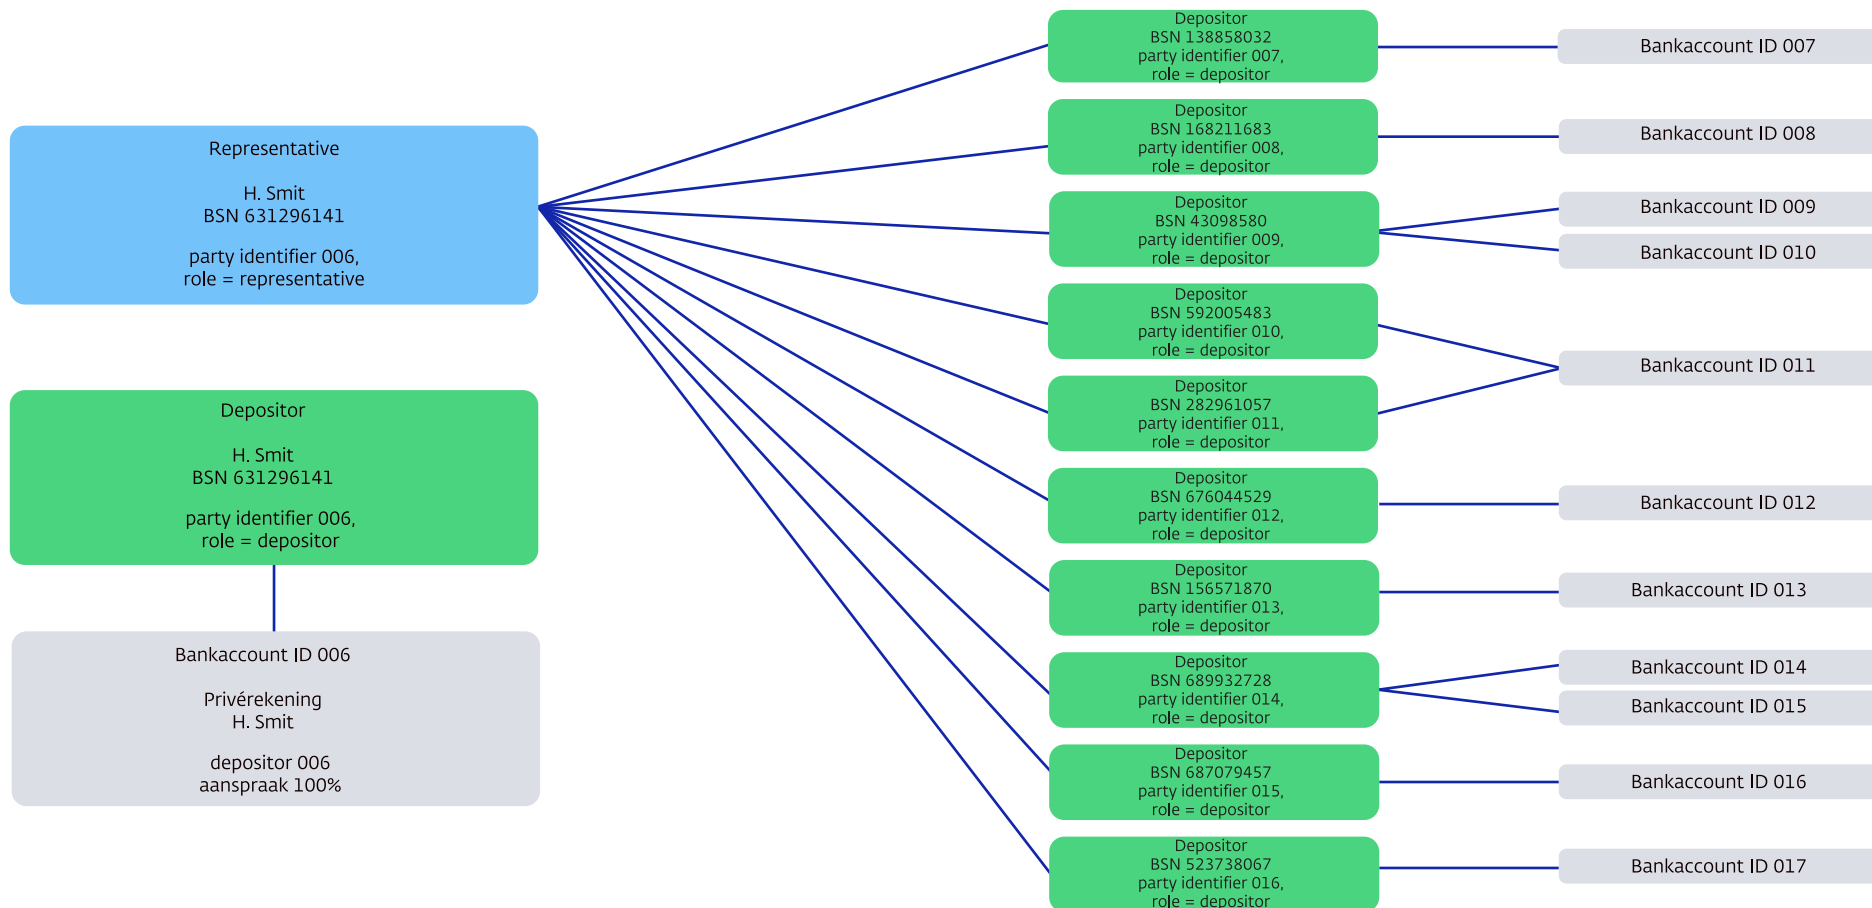 Representative
H. Smit
BSN 631296141
party identifier 006,
role = representative
Depositor
H. Smit
BSN 631296141
party identifier 006,
role = depositor
Bankaccount ID 006
Privérekening
H. Smit
depositor 006
aanspraak 100%
Depositor
BSN 138858032
party identifier 007,
role = depositor
Depositor
BSN 168211683
party identifier 008,
role = depositor
Depositor
BSN 43098580
party identifier 009,
role = depositor
Depositor
BSN 592005483
party identifier 010,
role = depositor
Depositor
BSN 282961057
party identifier 011,
role = depositor
Depositor
BSN 676044529
party identifier 012,
role = depositor
Depositor
BSN 156571870
party identifier 013,
role = depositor
Depositor
BSN 689932728
party identifier 014,
role = depositor
Depositor
BSN 687079457
party identifier 015,
role = depositor
Depositor
BSN 523738067
party identifier 016,
role = depositor
Bankaccount ID 007
Bankaccount ID 008
Bankaccount ID 009
Bankaccount ID 010
Bankaccount ID 011
Bankaccount ID 012
Bankaccount ID 013
Bankaccount ID 014
Bankaccount ID 015
Bankaccount ID 016
Bankaccount ID 017